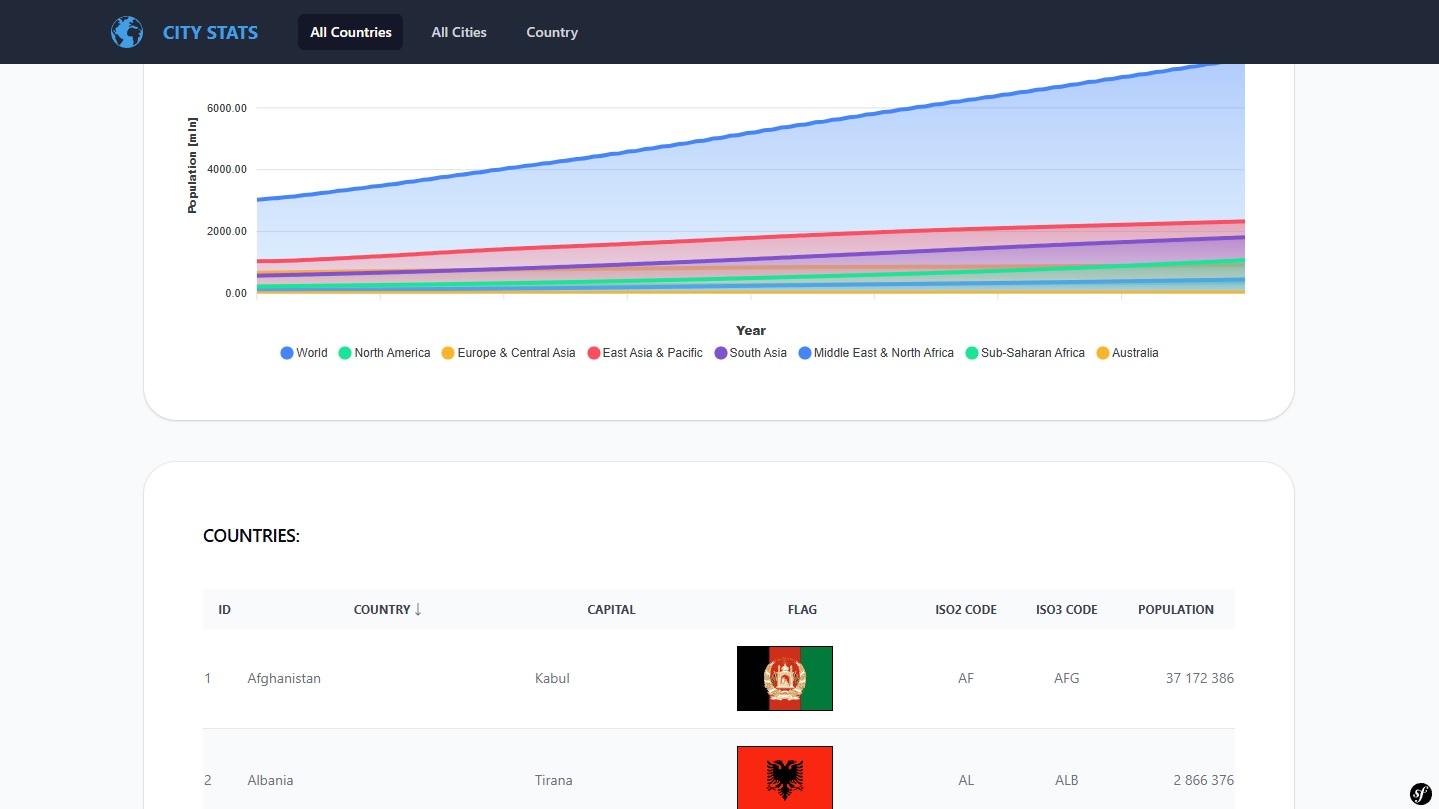 CITY STATS All Countries All Cities Country
6000.00
4000.00
2000.00
0.00
Population [mln]
Year
World North America Europe & Central Asia East Asia & Pacific South Asia Middle East & North Africa Sub-Saharan Africa Australia
COUNTRIES:
ID COUNTRY ↓ CAPITAL FLAG ISO2 CODE ISO3 CODE POPULATION
1 Afghanistan Kabul AF AFG 37 172 386
2 Albania Tirana AL ALB 2 866 376
sf